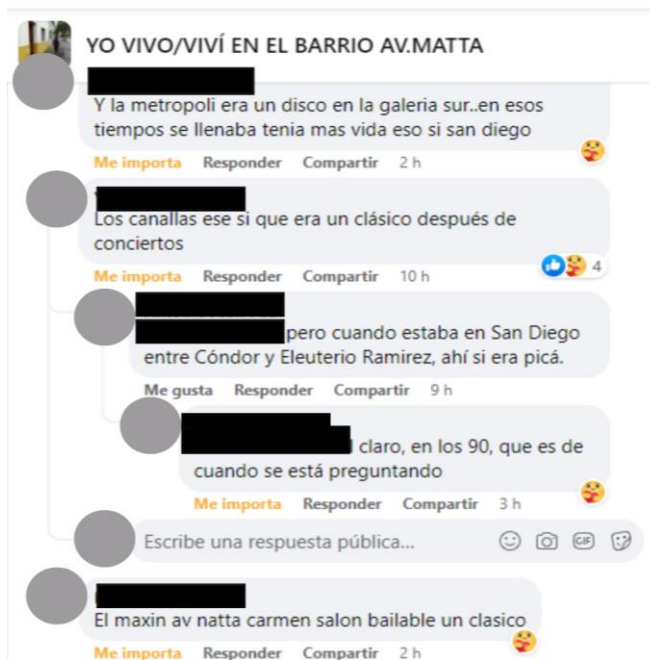 YO VIVO/VIVÍ EN EL BARRIO AV.MATTA
Y la metropoli era un disco en la galeria sur..en esos
tiempos se llenaba tenia mas vida eso si san diego
Me importa Responder Compartir 2 h
Los canallas ese si que era un clásico después de
conciertos
Me importa Responder Compartir 10 h
4
pero cuando estaba en San Diego
entre Cóndor y Eleuterio Ramirez, ahí si era picá.
Me gusta Responder Compartir 9 h
claro, en los 90, que es de
cuando se está preguntando
Me importa Responder Compartir 3 h
Escribe una respuesta pública...
GIF
El maxin av natta carmen salon bailable un clasico
Me importa Responder Compartir 2 h